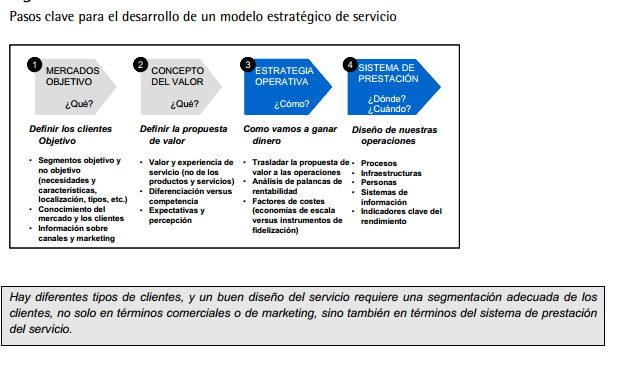 Pasos clave para el desarrollo de un modelo estratégico de servicio
1
MERCADOS
OBJETIVO
¿Qué?
2
CONCEPTO
DEL VALOR
¿Qué?
3
ESTRATEGIA
OPERATIVA
¿Cómo?
4
SISTEMA DE
PRESTACIÓN
¿Dónde?
¿Cuándo?
Definir los clientes
Objetivo
• Segmentos objetivo y
no objetivo
(necesidades y
características,
localización, tipos, etc.)
• Conocimiento del
mercado y los clientes
• Información sobre
canales y marketing
Definir la propuesta
de valor
• Valor y experiencia de
servicio (no de los
productos y servicios)
• Diferenciación versus
competencia
• Expectativas y
percepción
Como vamos a ganar
dinero
• Trasladar la propuesta de
valor a las operaciones
• Análisis de palancas de
rentabilidad
• Factores de costes
(economías de escala
versus instrumentos de
fidelización)
Diseño de nuestras
operaciones
• Procesos
• Infraestructuras
• Personas
• Sistemas de
información
• Indicadores clave del
rendimiento
Hay diferentes tipos de clientes, y un buen diseño del servicio requiere una segmentación adecuada de los
clientes, no solo en términos comerciales o de marketing, sino también en términos del sistema de prestación
del servicio.